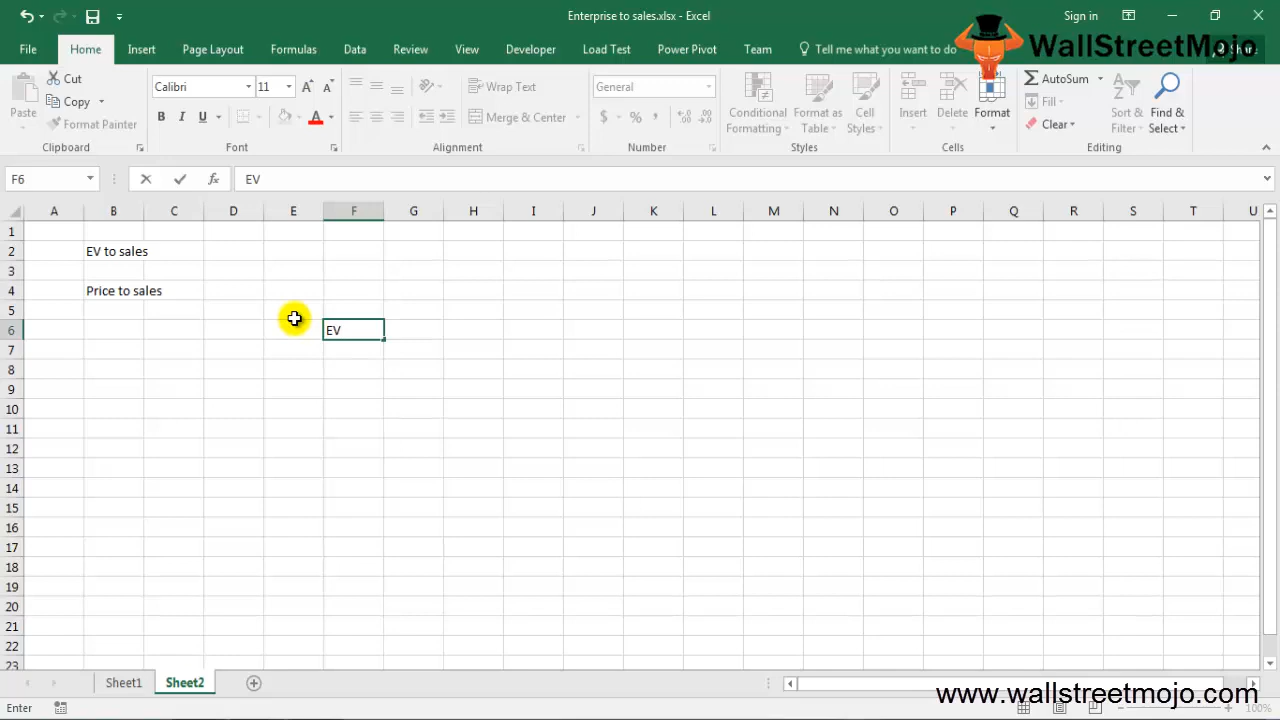 Enterprise to sales.xlsx - Excel
Sign in
File Home Insert Page Layout Formulas Data Review View Developer Load Test Power Pivot Team Tell me what you want to do Share
WallStreetMojo
Paste
Cut
Copy
Format Painter
Clipboard
Calibri 11
B I U A
Font
Wrap Text
Merge & Center
Alignment
General
$ % ,
Number
Conditional Formatting
Format as Table
Cell Styles
Styles
Insert Delete Format
Cells
AutoSum
Fill
Clear
Sort & Filter
Find & Select
Editing
F6 fx EV
A B C D E F G H I J K L M N O P Q R S T U
1
2 EV to sales
3
4 Price to sales
5
6 EV
7
8
9
10
11
12
13
14
15
16
17
18
19
20
21
22
23
Sheet1 Sheet2
www.wallstreetmojo.com
Enter
100%